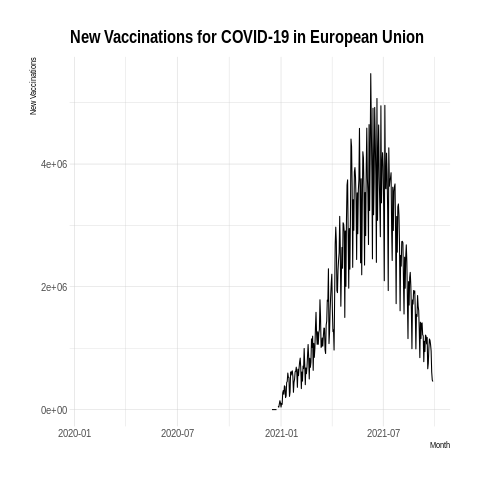 New Vaccinations for COVID-19 in European Union
New Vaccinations
4e+06
2e+06
0e+00
2020-01 2020-07 2021-01 2021-07
Month